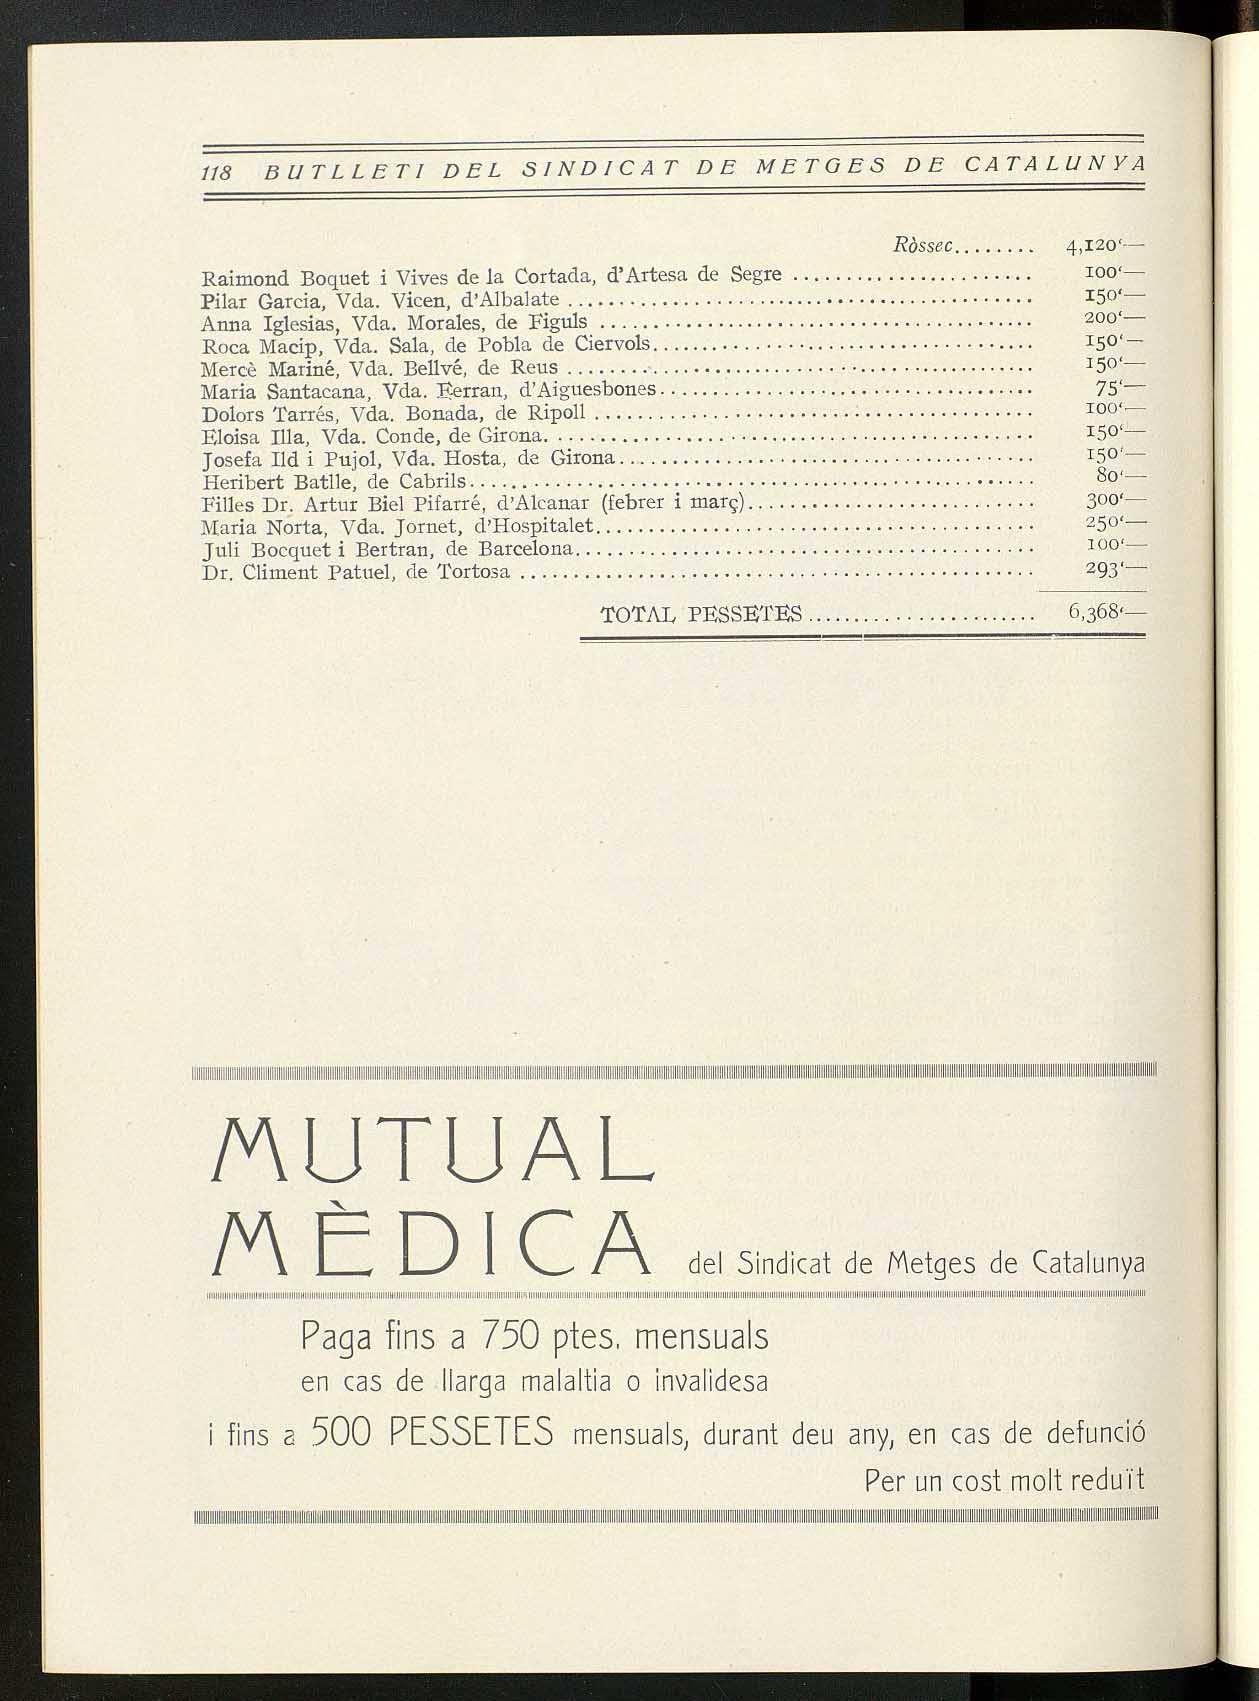 118 BUTLLETI DEL SINDICAT DE METGES DE CATALUNYA
Ròssec........ 4,120‘—
Raimond Boquet i Vives de la Cortada, d’Artesa de Segre ........................ 100‘—
Pilar Garcia, Vda. Vicen, d’Albalate ............................................ 150‘—
Anna Iglesias, Vda. Morales, de Figuls ......................................... 200‘—
Roca Macip, Vda. Sala, de Pobla de Ciervols.................................... 150‘—
Mercè Mariné, Vda. Bellvé, de Reus ............................................ 150‘—
Maria Santacana, Vda. Ferran, d’Aiguesbones................................... 75‘—
Dolors Tarrés, Vda. Bonada, de Ripoll ......................................... 100‘—
Eloisa Illa, Vda. Conde, de Girona. ............................................. 150‘—
Josefa Ild i Pujol, Vda. Hosta, de Girona....................................... 150‘—
Heribert Batlle, de Cabrils..................................................... 80‘—
Filles Dr. Artur Biel Pifarré, d’Alcanar (febrer i març)........................... 300‘—
Maria Norta, Vda. Jornet, d’Hospitalet......................................... 250‘—
Juli Bocquet i Bertran, de Barcelona........................................... 100‘—
Dr. Climent Patuel, de Tortosa ................................................ 293‘—
TOTAL PESSETES ........................ 6,368‘—
MUTUAL
MÈDICA del Sindicat de Metges de Catalunya
Paga fins a 750 ptes. mensuals
en cas de llarga malaltia o invalidesa
i fins a 500 PESSETES mensuals, durant deu any, en cas de defunció
Per un cost molt reduït